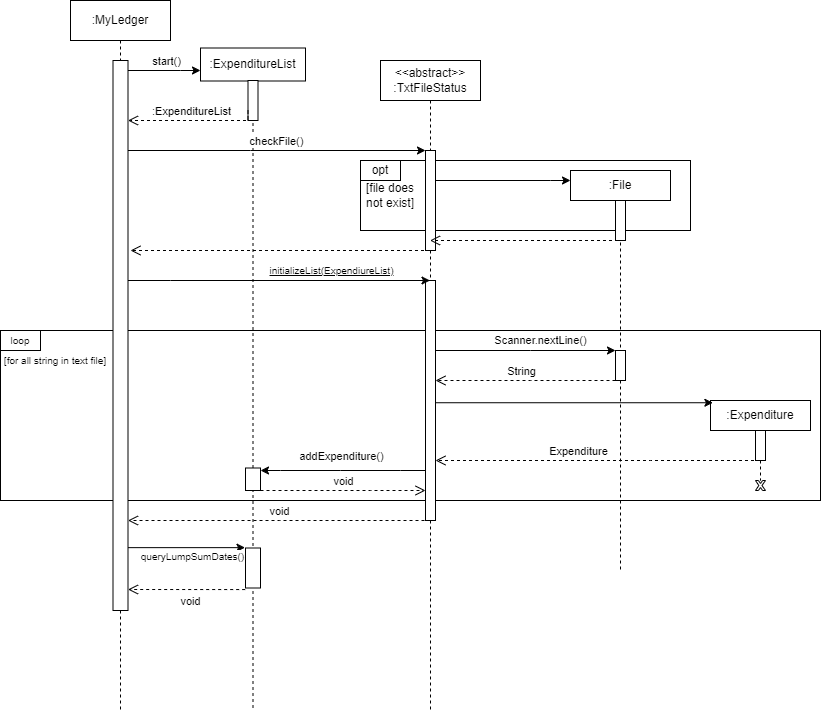 :MyLedger
start()
:ExpenditureList
<<abstract>>
:TxtFileStatus
:ExpenditureList
checkFile()
opt
[file does
not exist]
:File
initializeList(ExpendiureList)
loop
[for all string in text file]
Scanner.nextLine()
String
:Expenditure
Expenditure
addExpenditure()
void
void
queryLumpSumDates()
void